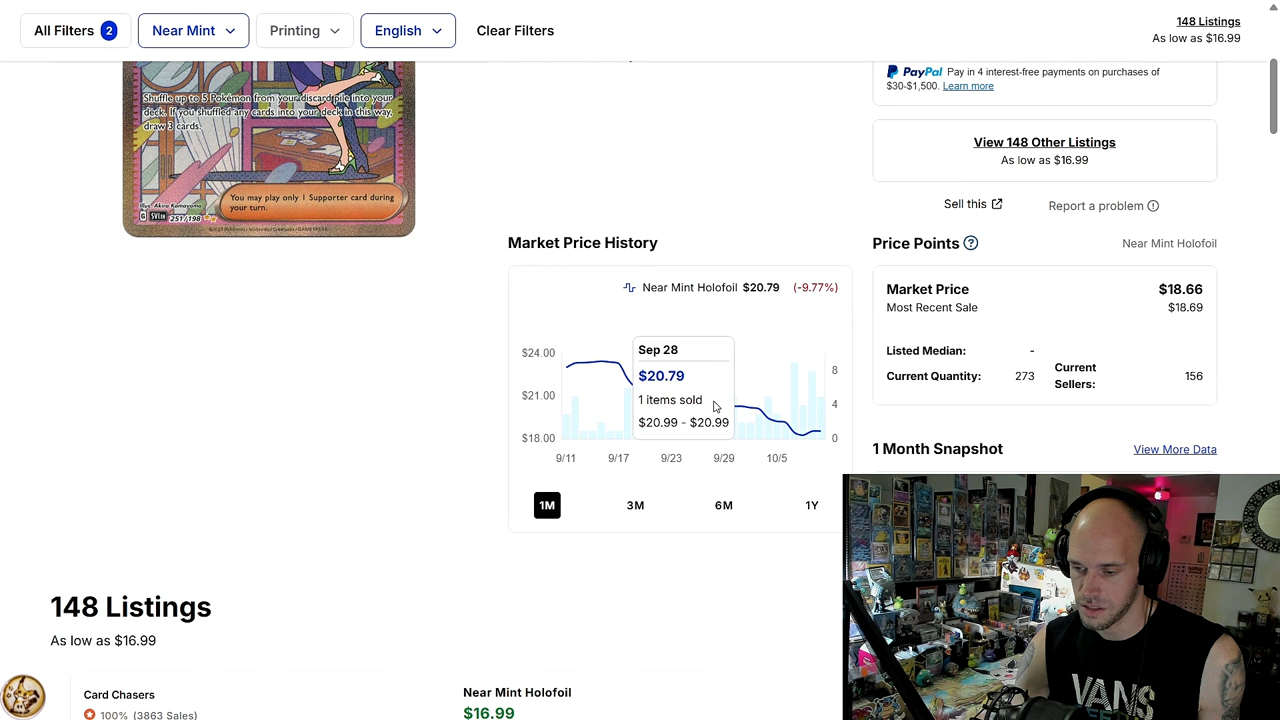 All Filters 2
Near Mint
Printing
English
Clear Filters
148 Listings
As low as $16.99
Shuffle up to 5 Pokémon from your discard pile into your
deck. If you shuffled any cards into your deck in this way,
draw 3 cards.
You may play only 1 Supporter card during
your turn.
Illus. Akira Komayama
251/198
PayPal Pay in 4 interest-free payments on purchases of
$30-$1,500. Learn more
View 148 Other Listings
As low as $16.99
Sell this
Report a problem
Market Price History
Near Mint Holofoil $20.79 (-9.77%)
$24.00
$21.00
$18.00
8
4
0
Sep 28
$20.79
1 items sold
$20.99 - $20.99
9/11 9/17 9/23 9/29 10/5
1M 3M 6M 1Y
Price Points
Near Mint Holofoil
Market Price $18.66
Most Recent Sale $18.69
Listed Median: -
Current Quantity: 273
Current Sellers: 156
1 Month Snapshot
View More Data
148 Listings
As low as $16.99
Card Chasers
100% (3863 Sales)
Near Mint Holofoil
$16.99
VANS